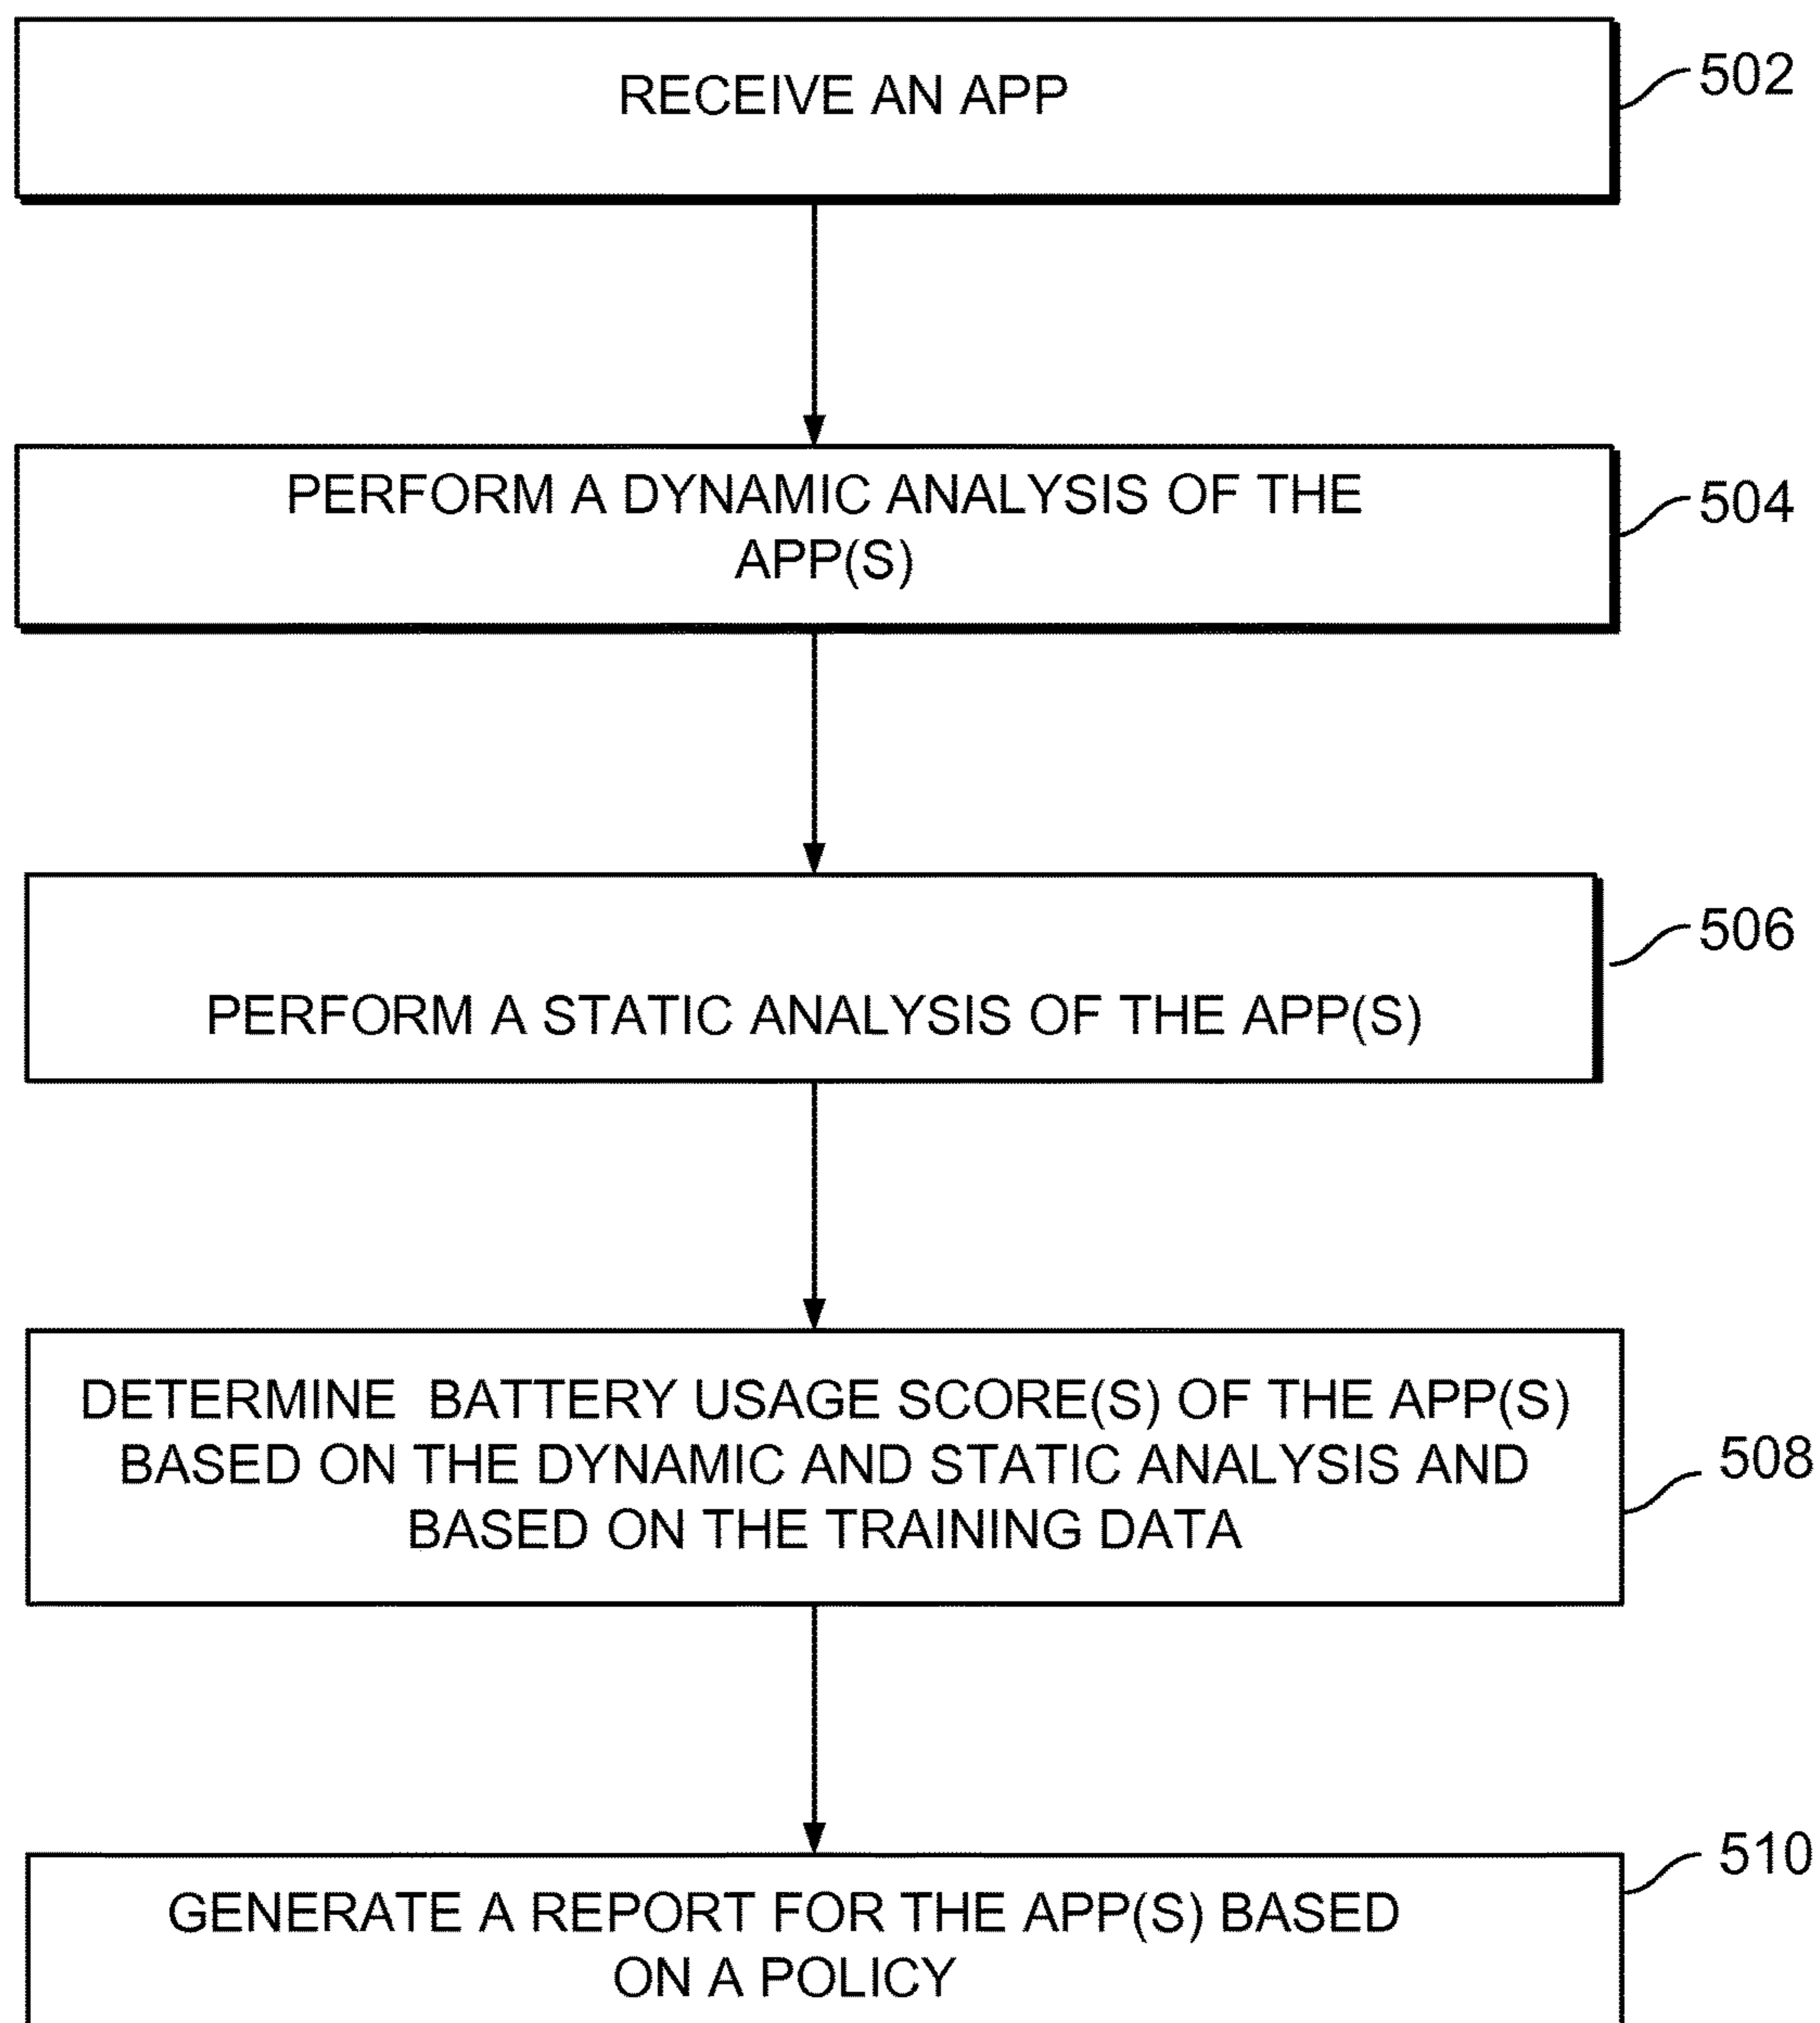 RECEIVE AN APP
502
PERFORM A DYNAMIC ANALYSIS OF THE
APP(S)
504
PERFORM A STATIC ANALYSIS OF THE APP(S)
506
DETERMINE BATTERY USAGE SCORE(S) OF THE APP(S)
BASED ON THE DYNAMIC AND STATIC ANALYSIS AND
BASED ON THE TRAINING DATA
508
GENERATE A REPORT FOR THE APP(S) BASED
ON A POLICY
510